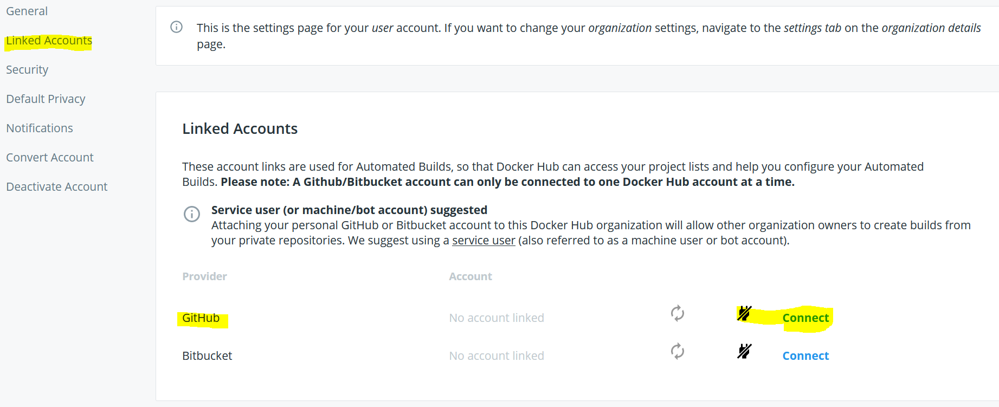 General
Linked Accounts
Security
Default Privacy
Notifications
Convert Account
Deactivate Account
This is the settings page for your user account. If you want to change your organization settings, navigate to the settings tab on the organization details
page.
Linked Accounts
These account links are used for Automated Builds, so that Docker Hub can access your project lists and help you configure your Automated
Builds. Please note: A Github/Bitbucket account can only be connected to one Docker Hub account at a time.
Service user (or machine/bot account) suggested
Attaching your personal GitHub or Bitbucket account to this Docker Hub organization will allow other organization owners to create builds from
your private repositories. We suggest using a service user (also referred to as a machine user or bot account).
Provider Account
GitHub No account linked Connect
Bitbucket No account linked Connect